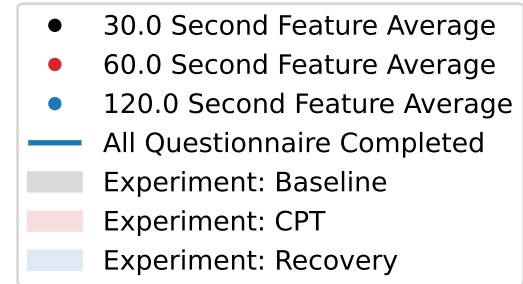 30.0 Second Feature Average
60.0 Second Feature Average
120.0 Second Feature Average
All Questionnaire Completed
Experiment: Baseline
Experiment: CPT
Experiment: Recovery